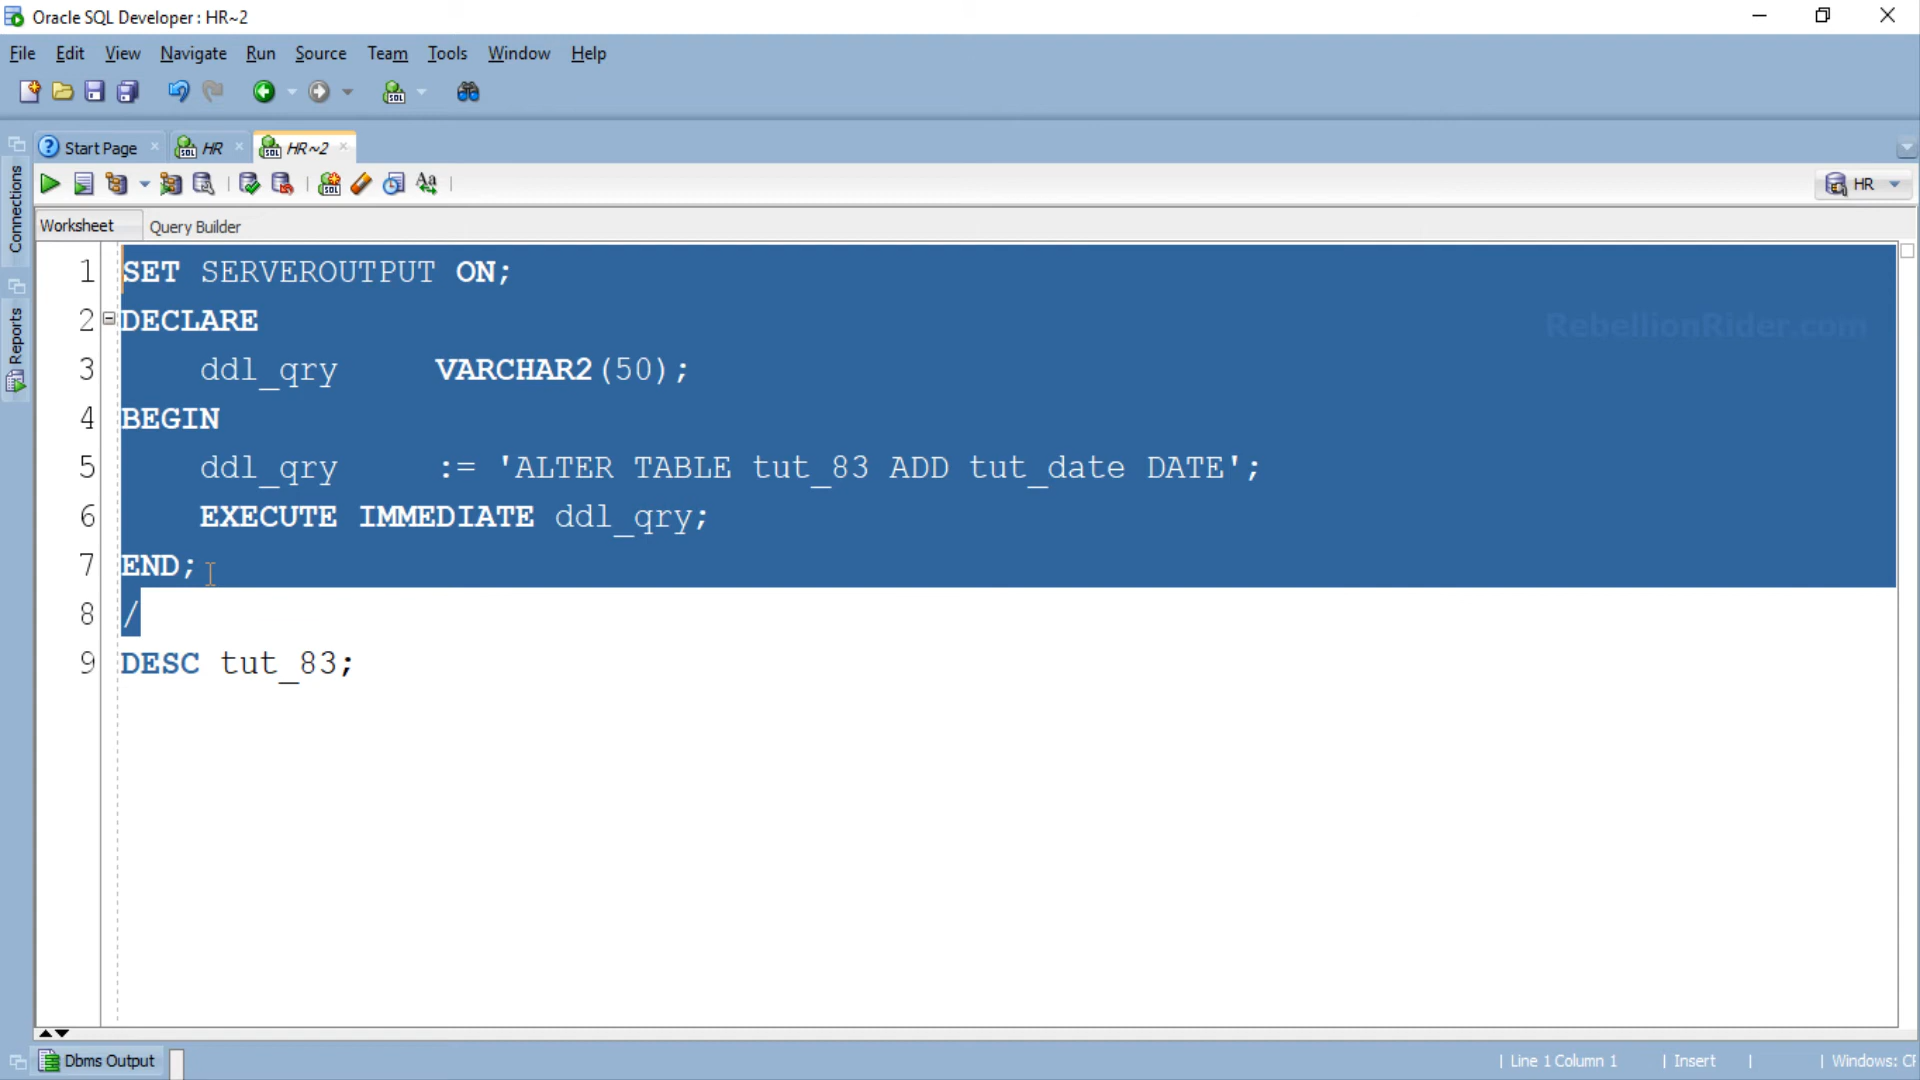 Oracle SQL Developer : HR~2
File Edit View Navigate Run Source Team Tools Window Help
Start Page HR HR~2
HR
Worksheet Query Builder
Connections
Reports
RebellionRider.com
1 SET SERVEROUTPUT ON;
2 DECLARE
3 ddl_qry VARCHAR2(50);
4 BEGIN
5 ddl_qry := 'ALTER TABLE tut_83 ADD tut_date DATE';
6 EXECUTE IMMEDIATE ddl_qry;
7 END;
8 /
9 DESC tut_83;
Dbms Output
| Line 1 Column 1 | Insert | | Windows: CF